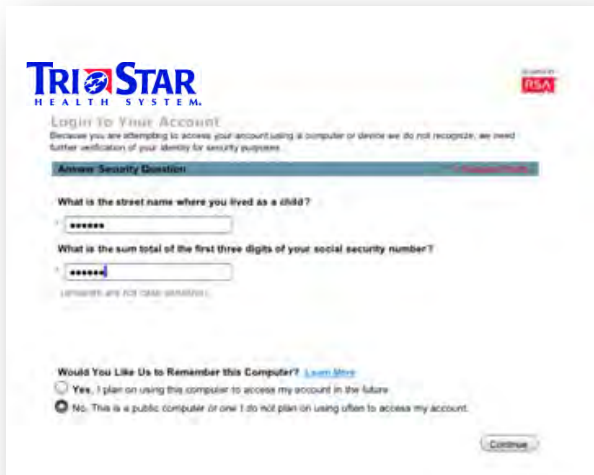 TRISTAR
HEALTH SYSTEM.
RSA
Login To Your Account
Because you are attempting to access your account using a computer or device we do not recognize, we need
further verification of your identity for security purposes.
Answer Security Question
What is the street name where you lived as a child?
* ••••••
What is the sum total of the first three digits of your social security number?
* ••••••
(answers are not case sensitive)
Would You Like Us to Remember this Computer? Learn More
Yes, I plan on using this computer to access my account in the future
No. This is a public computer or one I do not plan on using often to access my account.
Continue